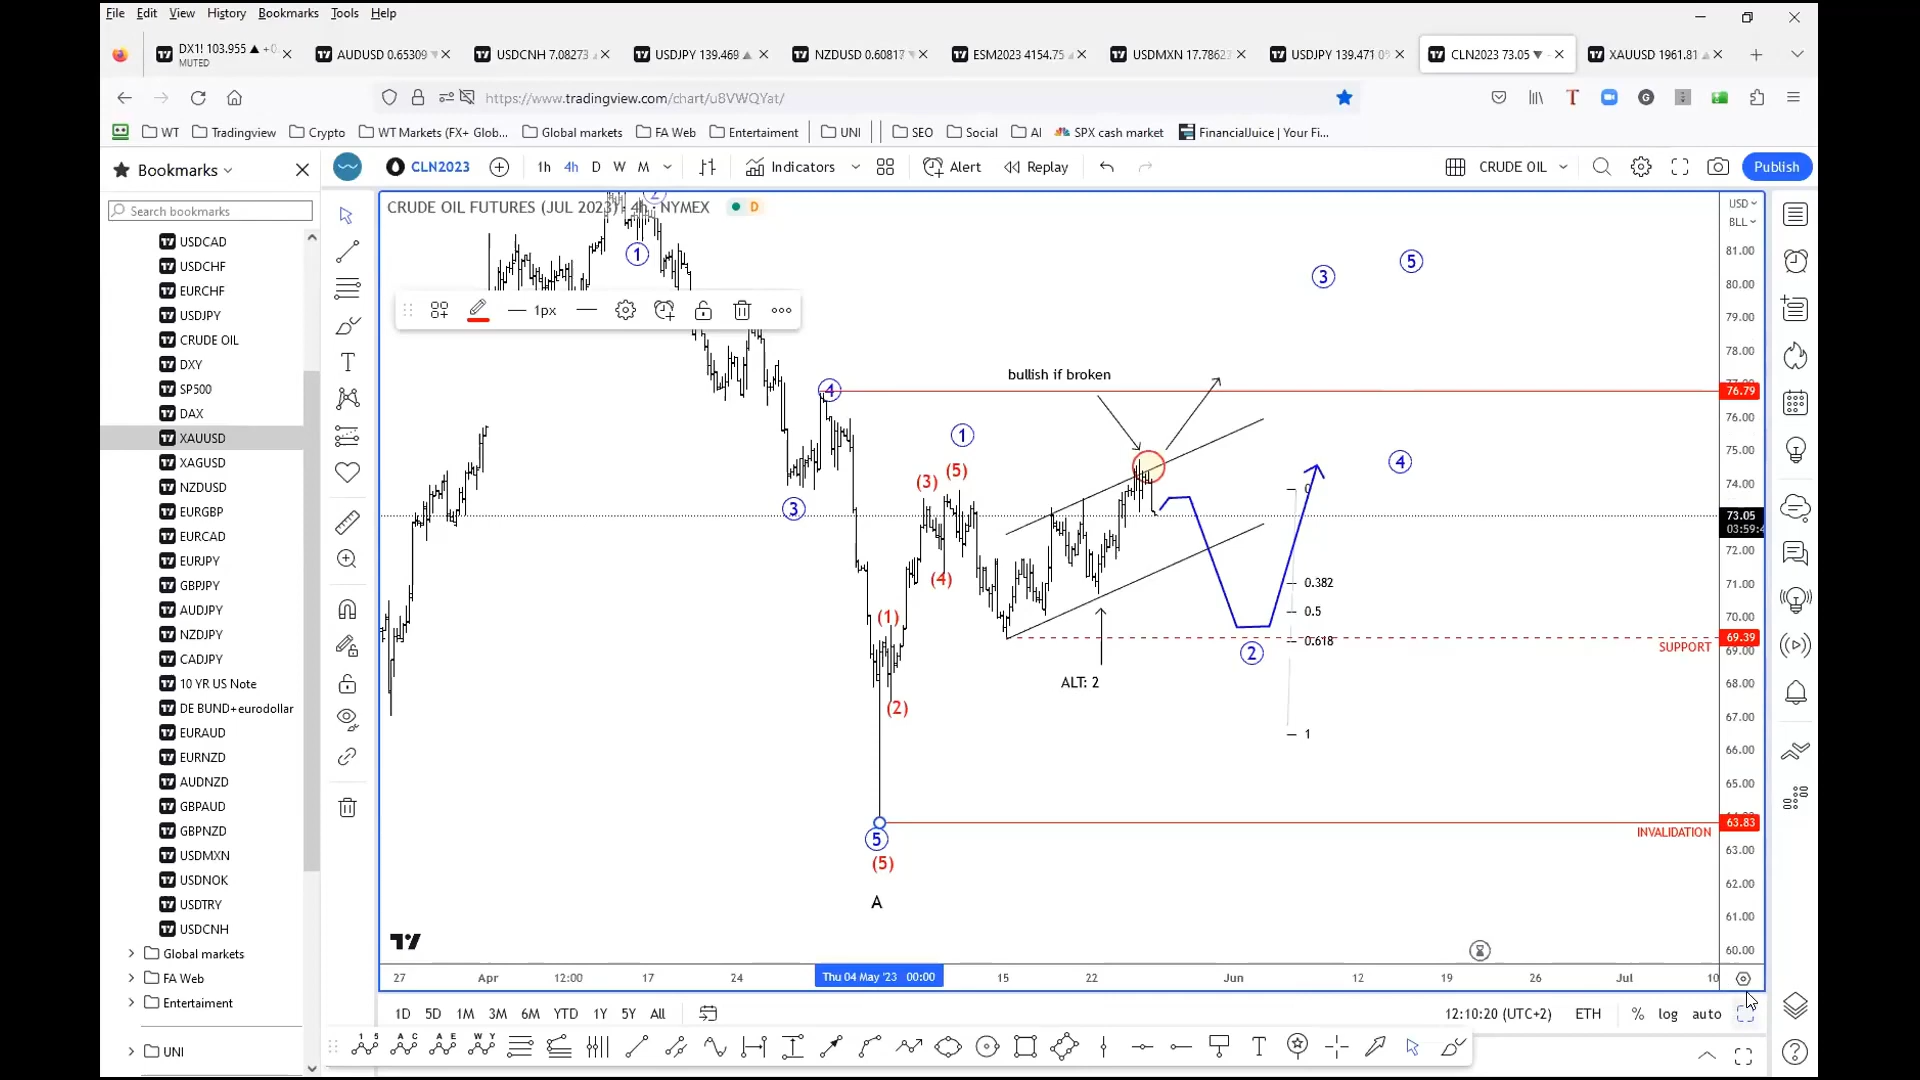 File Edit View History Bookmarks Tools Help
DX1! 103.955 ▲ +0.
MUTED
AUDUSD 0.65309 ▼
USDCNH 7.08273 ▲
USDJPY 139.469 ▲
NZDUSD 0.60817 ▼
ESM2023 4154.75 ▲
USDMXN 17.78623
USDJPY 139.471 0%
CLN2023 73.05 ▼
XAUUSD 1961.81 ▲
https://www.tradingview.com/chart/u8VWQYat/
WT Tradingview Crypto WT Markets (FX+ Glob... Global markets FA Web Entertaiment UNI SEO Social AI SPX cash market FinancialJuice | Your Fi...
Bookmarks
CLN2023 1h 4h D W M Indicators Alert Replay CRUDE OIL Publish
Search bookmarks
USDCAD
USDCHF
EURCHF
USDJPY
CRUDE OIL
DXY
SP500
DAX
XAUUSD
XAGUSD
NZDUSD
EURGBP
EURCAD
EURJPY
GBPJPY
AUDJPY
NZDJPY
CADJPY
10 YR US Note
DE BUND+eurodollar
EURAUD
EURNZD
AUDNZD
GBPAUD
GBPNZD
USDMXN
USDNOK
USDTRY
USDCNH
Global markets
FA Web
Entertaiment
UNI
CRUDE OIL FUTURES (JUL 2023) · 4h · NYMEX D
USD
BLL
2
1
1px
3
5
bullish if broken
4
1
(5)
(3)
4
3
0
(4)
0.382
0.5
(1)
0.618
SUPPORT
2
ALT: 2
(2)
1
INVALIDATION
5
(5)
A
81.00
80.00
79.00
78.00
76.79
76.00
75.00
74.00
73.05
03:59:4
72.00
71.00
70.00
69.39
69.00
68.00
67.00
66.00
65.00
63.83
63.00
62.00
61.00
60.00
27 Apr 12:00 17 24 Thu 04 May '23 00:00 15 22 Jun 12 19 26 Jul 10
1D 5D 1M 3M 6M YTD 1Y 5Y All 12:10:20 (UTC+2) ETH % log auto